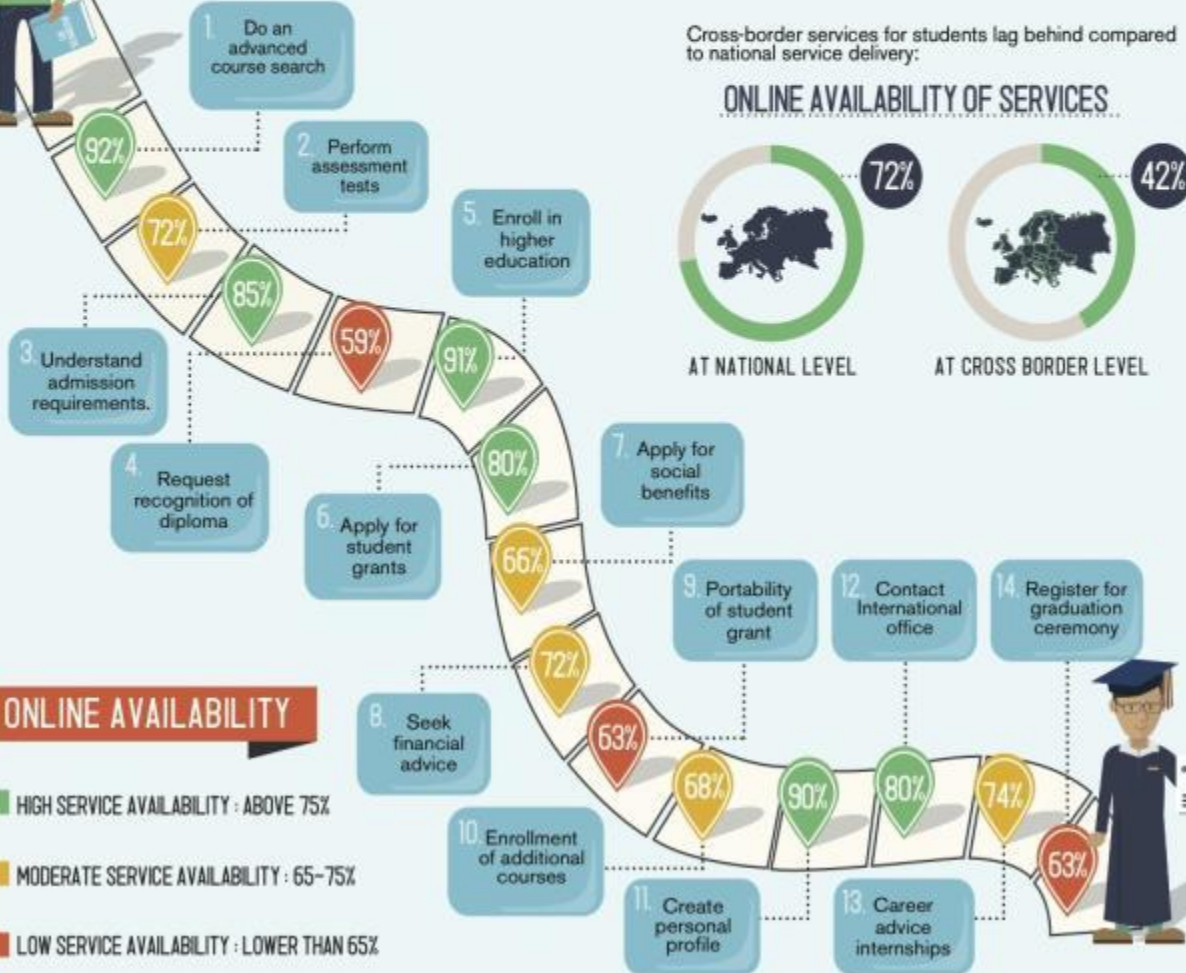 1. Do an
advanced
course search
92%
2. Perform
assessment
tests
72%
3. Understand
admission
requirements.
85%
4. Request
recognition of
diploma
59%
5. Enroll in
higher
education
91%
6. Apply for
student
grants
80%
7. Apply for
social
benefits
66%
8. Seek
financial
advice
72%
9. Portability
of student
grant
63%
10. Enrollment
of additional
courses
68%
11. Create
personal
profile
90%
12. Contact
International
office
80%
13. Career
advice
internships
74%
14. Register for
graduation
ceremony
63%
Cross-border services for students lag behind compared
to national service delivery:
ONLINE AVAILABILITY OF SERVICES
72%
AT NATIONAL LEVEL
42%
AT CROSS BORDER LEVEL
ONLINE AVAILABILITY
HIGH SERVICE AVAILABILITY : ABOVE 75%
MODERATE SERVICE AVAILABILITY : 65-75%
LOW SERVICE AVAILABILITY : LOWER THAN 65%